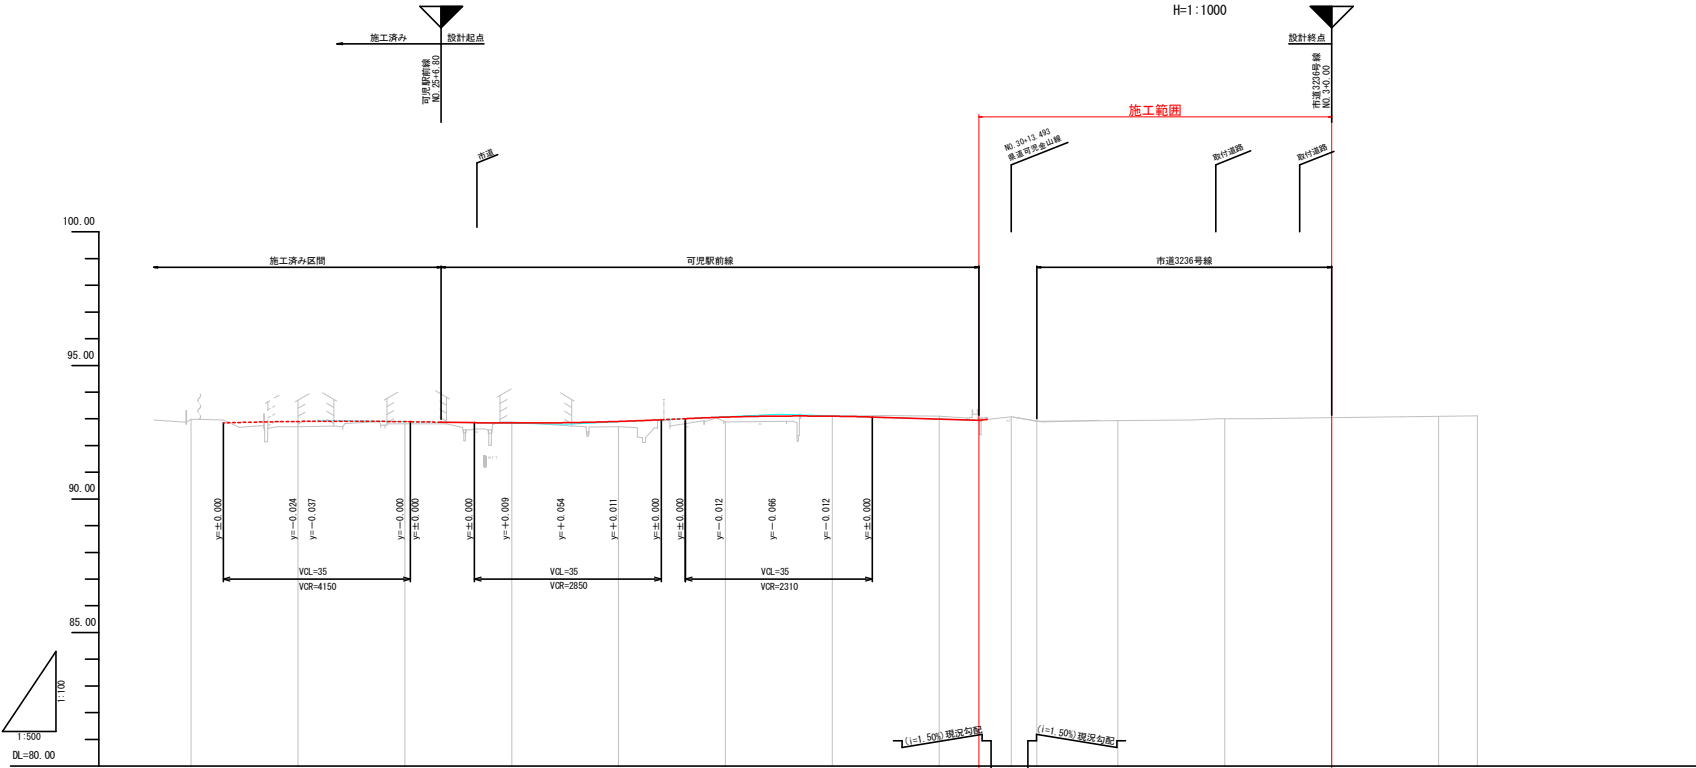 H=1:1000
施工済み
設計起点
設計終点
可児駅前線
NO.25+6.80
市道3236号線
NO.3+0.00
施工範囲
市道
NO.30+13.493
県道可児金山線
取付道路
取付道路
100.00
施工済み区間
可児駅前線
市道3236号線
95.00
90.00
y=±0.000
y=-0.024
y=-0.037
y=-0.000
y=±0.000
y=±0.000
y=+0.009
y=+0.054
y=+0.011
y=±0.000
y=±0.000
y=-0.012
y=-0.066
y=-0.012
y=±0.000
VCL=35
VCR=4150
VCL=35
VCR=2850
VCL=35
VCR=2310
85.00
1:100
1:500
DL=80.00
(i=1.50%)現況勾配
(i=1.50%)現況勾配